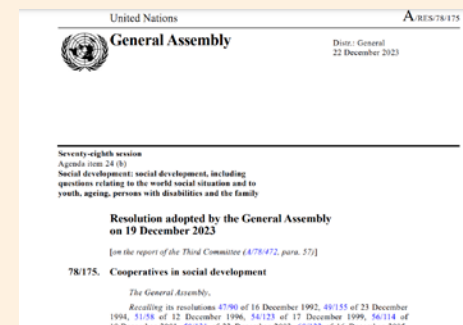 United Nations
A/RES/78/175
General Assembly
Distr.: General
22 December 2023
Seventy-eighth session
Agenda item 24 (b)
Social development: social development, including
questions relating to the world social situation and to
youth, ageing, persons with disabilities and the family
Resolution adopted by the General Assembly
on 19 December 2023
[on the report of the Third Committee (A/78/472, para. 57)]
78/175. Cooperatives in social development
The General Assembly,
Recalling its resolutions 47/90 of 16 December 1992, 49/155 of 23 December
1994, 51/58 of 12 December 1996, 54/123 of 17 December 1999, 56/114 of